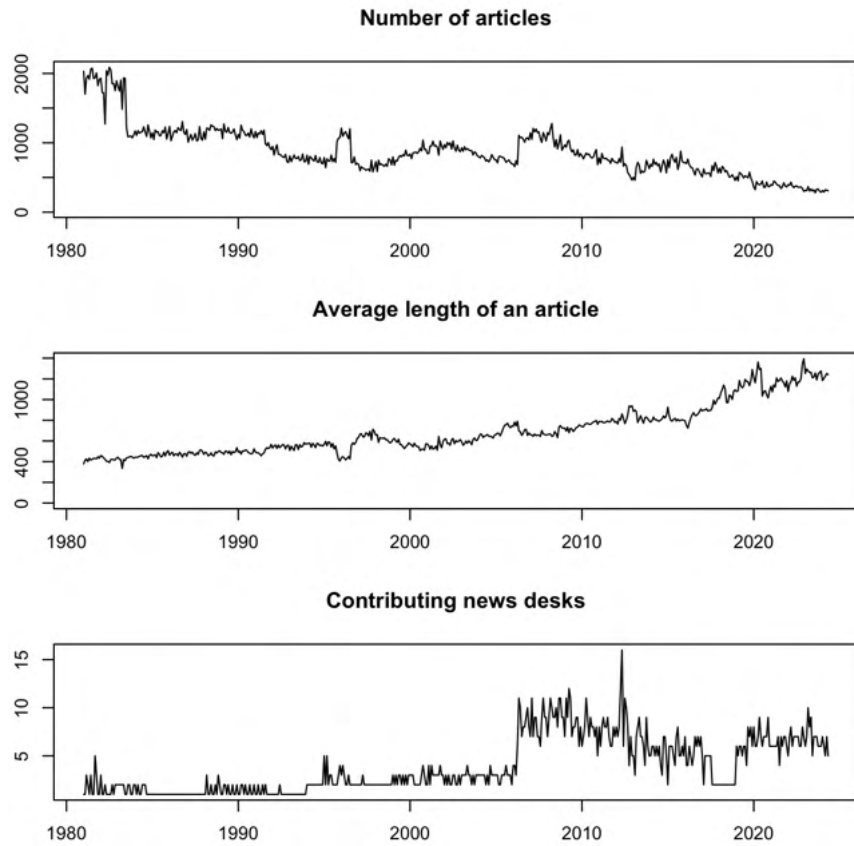 Number of articles
2000
1000
0
1980 1990 2000 2010 2020
Average length of an article
1000
400
0
1980 1990 2000 2010 2020
Contributing news desks
15
10
5
1980 1990 2000 2010 2020